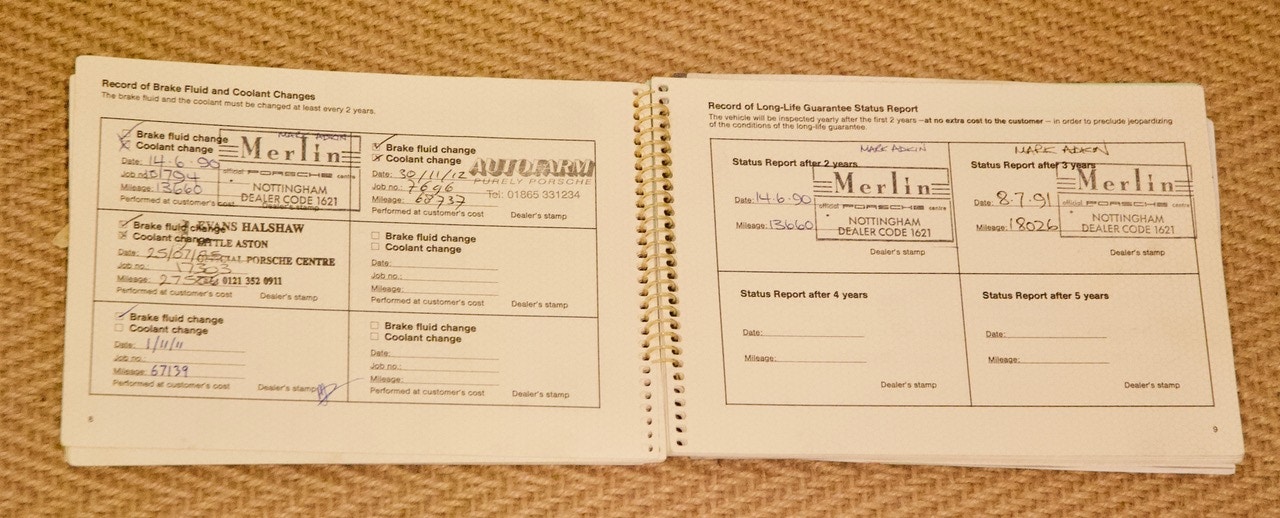 Record of Brake Fluid and Coolant Changes
The brake fluid and the coolant must be changed at least every 2 years.
MARK ADKIN
Brake fluid change
Coolant change
Date: 14.6.90
Job no.: 01794
Mileage: 13660
Performed at customer's cost
Dealer's stamp
Merlin
official PORSCHE centre
NOTTINGHAM
DEALER CODE 1621
Brake fluid change
Coolant change
Date: 30/11/12
Job no.: 7696
Mileage: 68737
Performed at customer's cost
Dealer's stamp
AUTOFARM
PURELY PORSCHE
Tel: 01865 331234
Brake fluid change
Coolant change
Date: 25/07/
Job no.: 17303
Mileage:
Performed at customer's cost
Dealer's stamp
EVANS HALSHAW
LITTLE ASTON
OFFICIAL PORSCHE CENTRE
0121 352 0911
Brake fluid change
Coolant change
Date:
Job no.:
Mileage:
Performed at customer's cost
Dealer's stamp
Brake fluid change
Coolant change
Date: 1/11/11
Job no.:
Mileage: 67139
Performed at customer's cost
Dealer's stamp
Brake fluid change
Coolant change
Date:
Job no.:
Mileage:
Performed at customer's cost
Dealer's stamp
Record of Long-Life Guarantee Status Report
The vehicle will be inspected yearly after the first 2 years – at no extra cost to the customer – in order to preclude jeopardizing
of the conditions of the long-life guarantee.
MARK ADKIN
Status Report after 2 years
Date: 14.6.90
Mileage: 13660
Merlin
official PORSCHE centre
NOTTINGHAM
DEALER CODE 1621
Dealer's stamp
MARK ADKIN
Status Report after 3 years
Date: 8.7.91
Mileage: 18026
Merlin
official PORSCHE centre
NOTTINGHAM
DEALER CODE 1621
Dealer's stamp
Status Report after 4 years
Date:
Mileage:
Dealer's stamp
Status Report after 5 years
Date:
Mileage:
Dealer's stamp
9